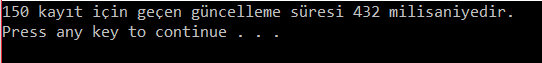 150 kayıt için geçen güncelleme süresi 432 milisaniyedir.
Press any key to continue . . .